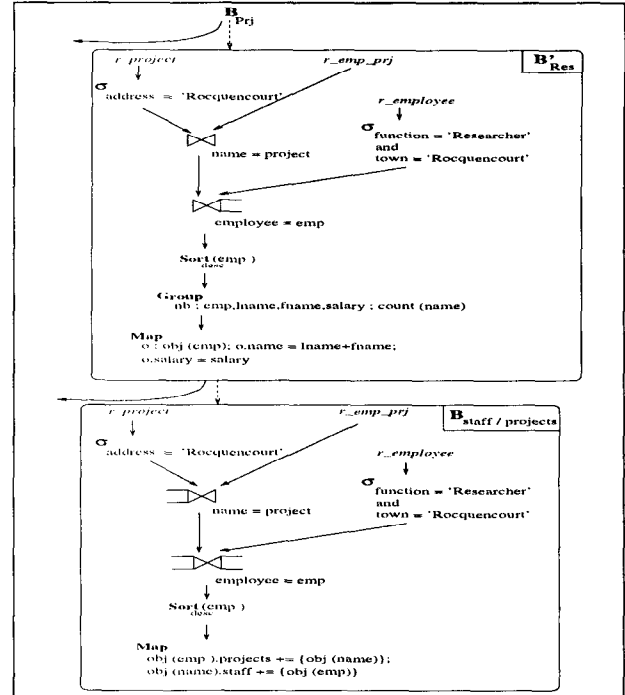 B Prj
r_project r_emp_prj B' Res
σ address = 'Rocquencourt' r_employee
σ function = 'Researcher'
and
town = 'Rocquencourt'
name = project
employee = emp
Sort(emp)
desc
Group
nb : emp,lname,fname,salary ; count (name)
Map
o : obj (emp); o.name = lname+fname;
o.salary = salary
r_project r_emp_prj B staff / projects
σ address = 'Rocquencourt' r_employee
σ function = 'Researcher'
and
town = 'Rocquencourt'
name = project
employee = emp
Sort(emp )
desc
Map
obj (emp ).projects += {obj (name)};
obj (name).staff += {obj (emp)}